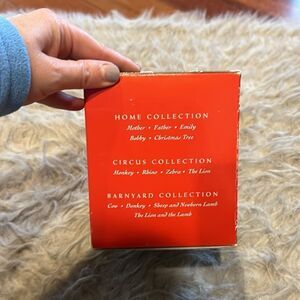 HOME COLLECTION
Mother • Father • Emily
Bobby • Christmas Tree
CIRCUS COLLECTION
Monkey • Rhino • Zebra • The Lion
BARNYARD COLLECTION
Cow • Donkey • Sheep and Newborn Lamb
The Lion and the Lamb